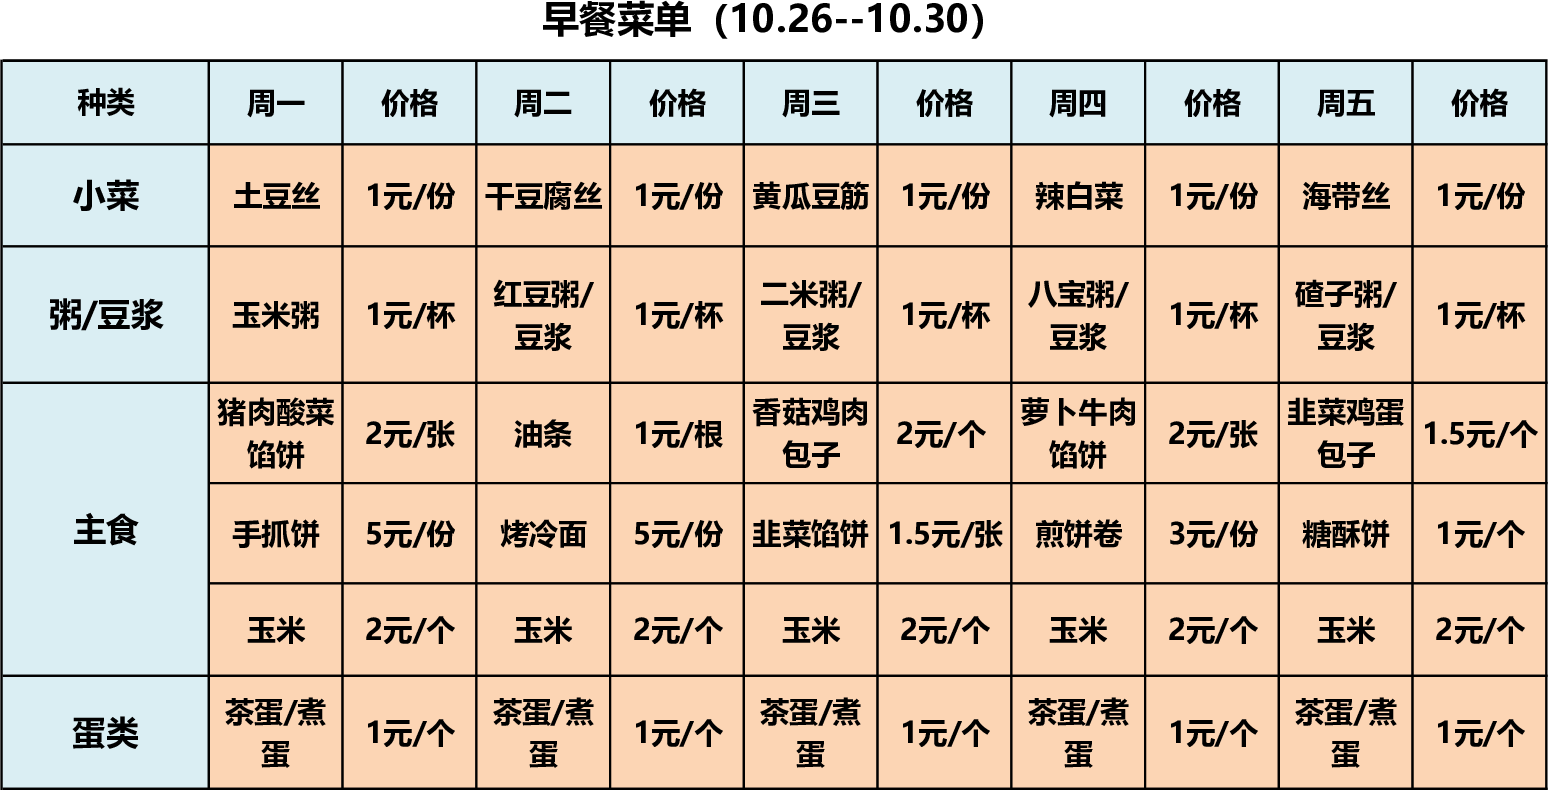 早餐菜单（10.26--10.30）
种类 周一 价格 周二 价格 周三 价格 周四 价格 周五 价格
小菜 土豆丝 1元/份 干豆腐丝 1元/份 黄瓜豆筋 1元/份 辣白菜 1元/份 海带丝 1元/份
粥/豆浆 玉米粥 1元/杯 红豆粥/豆浆 1元/杯 二米粥/豆浆 1元/杯 八宝粥/豆浆 1元/杯 碴子粥/豆浆 1元/杯
主食 猪肉酸菜馅饼 2元/张 油条 1元/根 香菇鸡肉包子 2元/个 萝卜牛肉馅饼 2元/张 韭菜鸡蛋包子 1.5元/个
手抓饼 5元/份 烤冷面 5元/份 韭菜馅饼 1.5元/张 煎饼卷 3元/份 糖酥饼 1元/个
玉米 2元/个 玉米 2元/个 玉米 2元/个 玉米 2元/个 玉米 2元/个
蛋类 茶蛋/煮蛋 1元/个 茶蛋/煮蛋 1元/个 茶蛋/煮蛋 1元/个 茶蛋/煮蛋 1元/个 茶蛋/煮蛋 1元/个